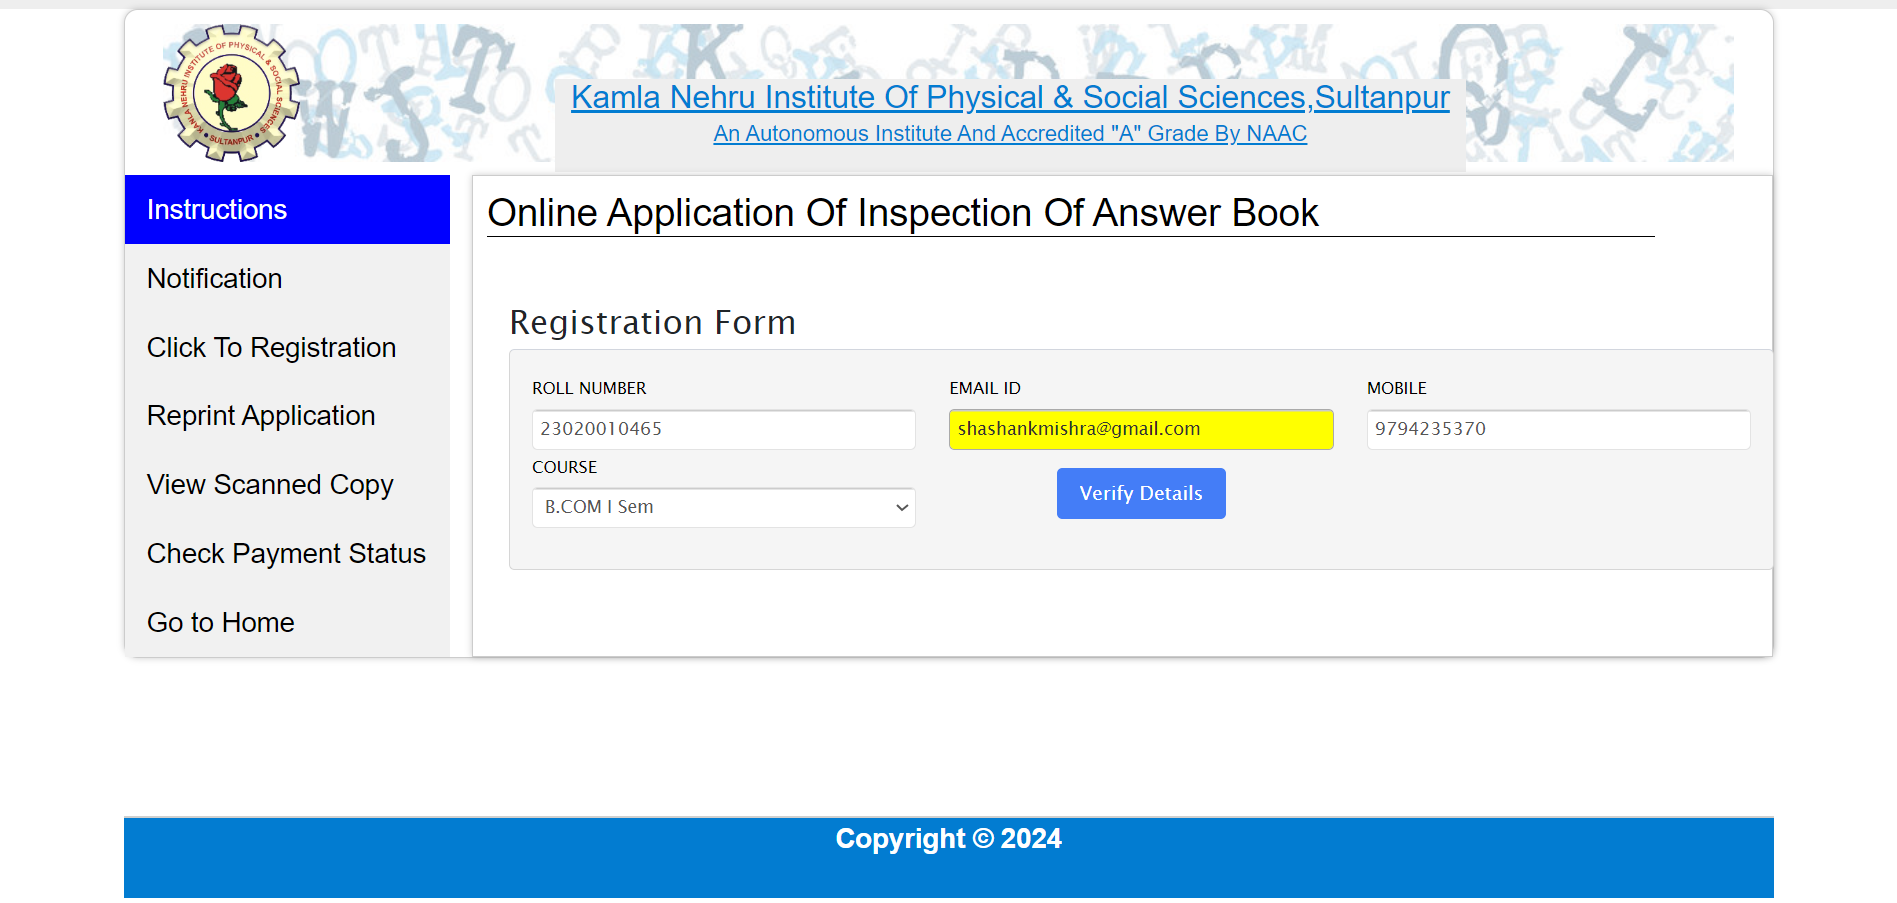 KAMLA NEHRU INSTITUTE OF PHYSICAL & SOCIAL SCIENCES
SULTANPUR
Kamla Nehru Institute Of Physical & Social Sciences,Sultanpur
An Autonomous Institute And Accredited "A" Grade By NAAC
Instructions
Notification
Click To Registration
Reprint Application
View Scanned Copy
Check Payment Status
Go to Home
Online Application Of Inspection Of Answer Book
Registration Form
ROLL NUMBER
23020010465
EMAIL ID
shashankmishra@gmail.com
MOBILE
9794235370
COURSE
B.COM I Sem
Verify Details
Copyright © 2024